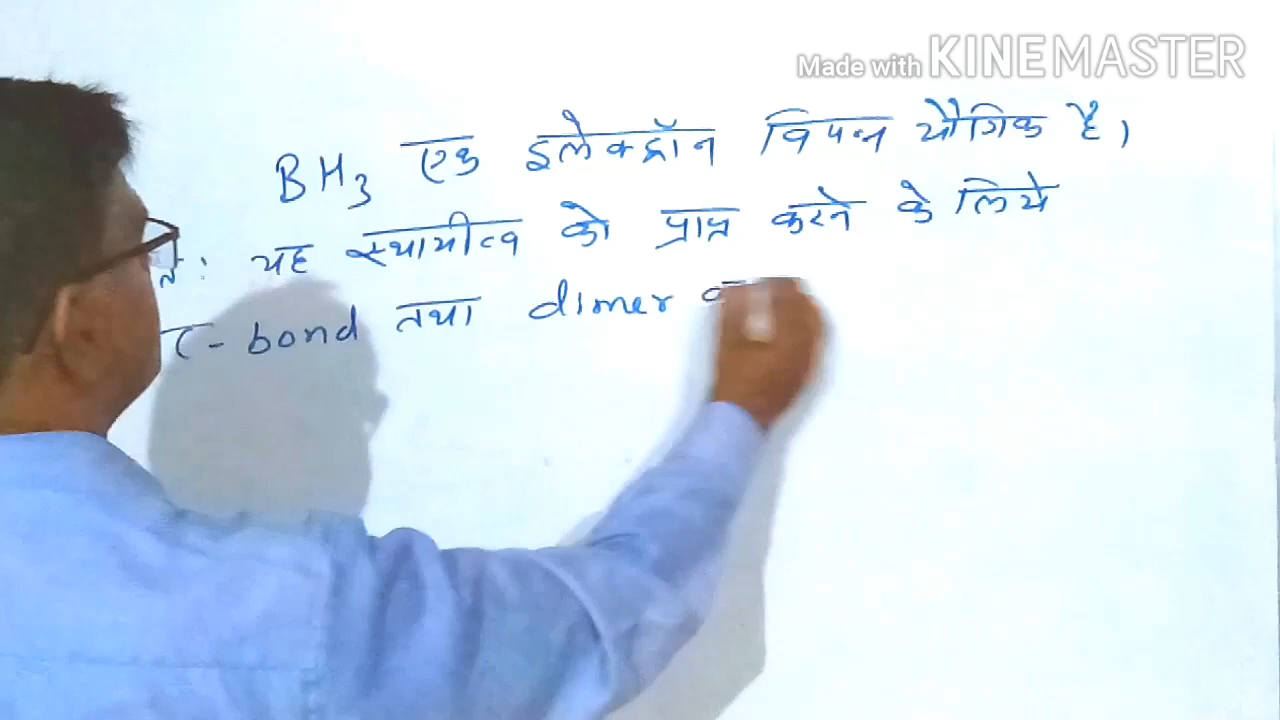 Made with KINEMASTER
BH3 एक इलेक्ट्रॉन विपन्न यौगिक है।
यह स्थायीत्व को प्राप्त करने के लिये
- bond तथा dimer